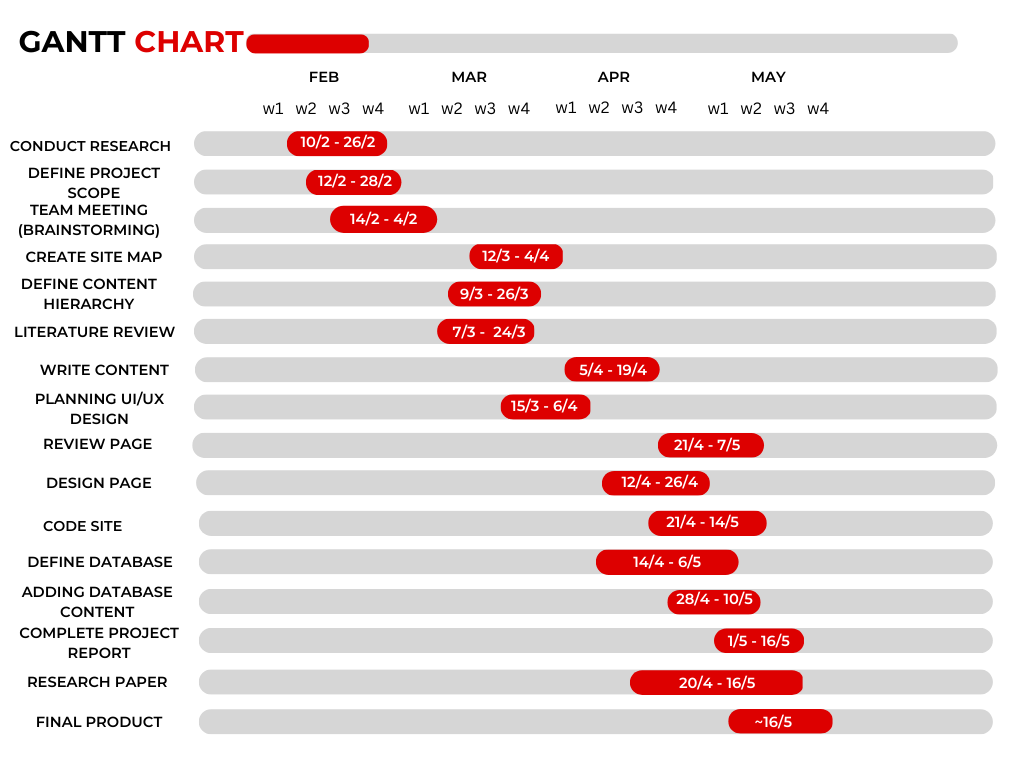 GANTT CHART
FEB MAR APR MAY
w1 w2 w3 w4 w1 w2 w3 w4 w1 w2 w3 w4 w1 w2 w3 w4
CONDUCT RESEARCH 10/2 - 26/2
DEFINE PROJECT
SCOPE 12/2 - 28/2
TEAM MEETING
(BRAINSTORMING) 14/2 - 4/2
CREATE SITE MAP 12/3 - 4/4
DEFINE CONTENT
HIERARCHY 9/3 - 26/3
LITERATURE REVIEW 7/3 - 24/3
WRITE CONTENT 5/4 - 19/4
PLANNING UI/UX
DESIGN 15/3 - 6/4
REVIEW PAGE 21/4 - 7/5
DESIGN PAGE 12/4 - 26/4
CODE SITE 21/4 - 14/5
DEFINE DATABASE 14/4 - 6/5
ADDING DATABASE
CONTENT 28/4 - 10/5
COMPLETE PROJECT
REPORT 1/5 - 16/5
RESEARCH PAPER 20/4 - 16/5
FINAL PRODUCT ~16/5